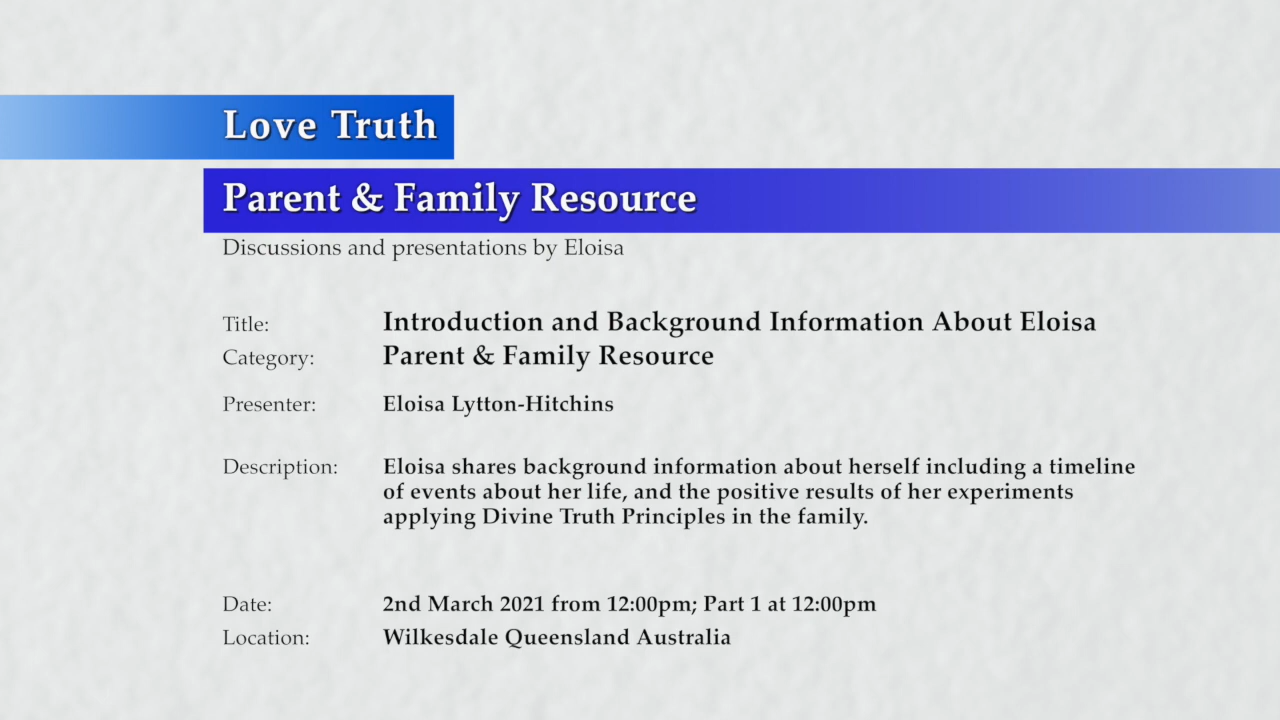 Love Truth
Parent & Family Resource
Discussions and presentations by Eloisa
Title: Introduction and Background Information About Eloisa
Category: Parent & Family Resource
Presenter: Eloisa Lytton-Hitchins
Description: Eloisa shares background information about herself including a timeline
of events about her life, and the positive results of her experiments
applying Divine Truth Principles in the family.
Date: 2nd March 2021 from 12:00pm; Part 1 at 12:00pm
Location: Wilkesdale Queensland Australia